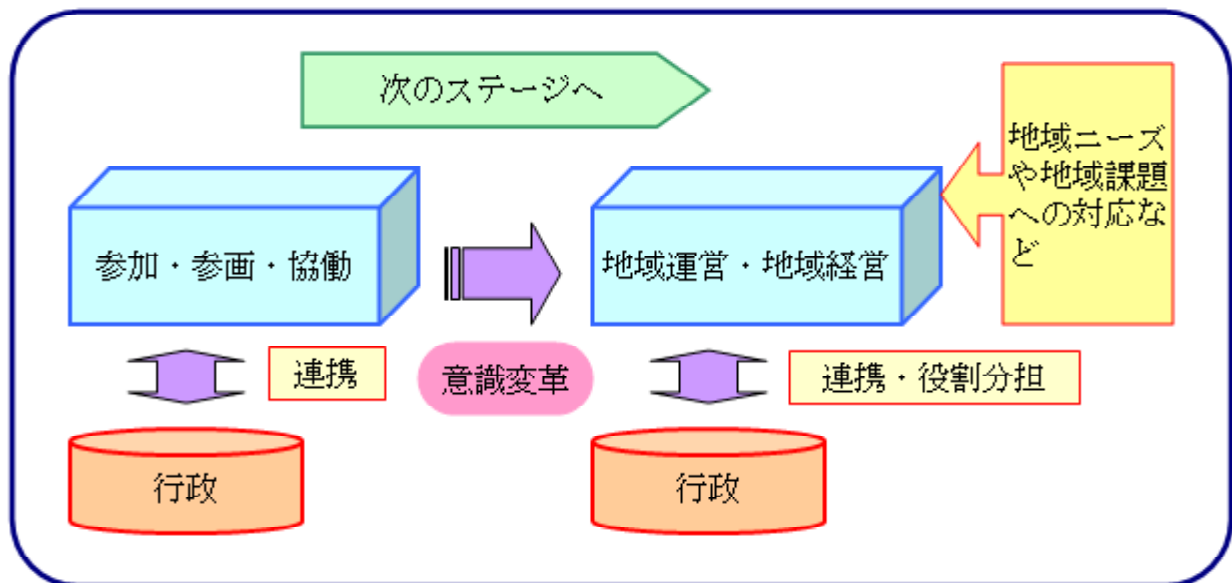 次のステージへ
地域ニーズ
や地域課題
への対応な
ど
参加・参画・協働
地域運営・地域経営
連携
意識変革
連携・役割分担
行政
行政